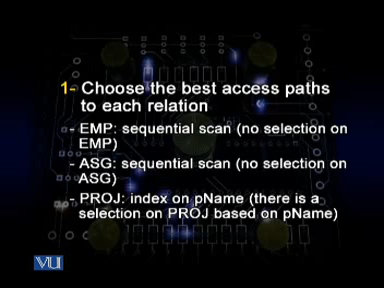 1- Choose the best access paths
to each relation
- EMP: sequential scan (no selection on
EMP)
- ASG: sequential scan (no selection on
ASG)
- PROJ: index on pName (there is a
selection on PROJ based on pName)
VU